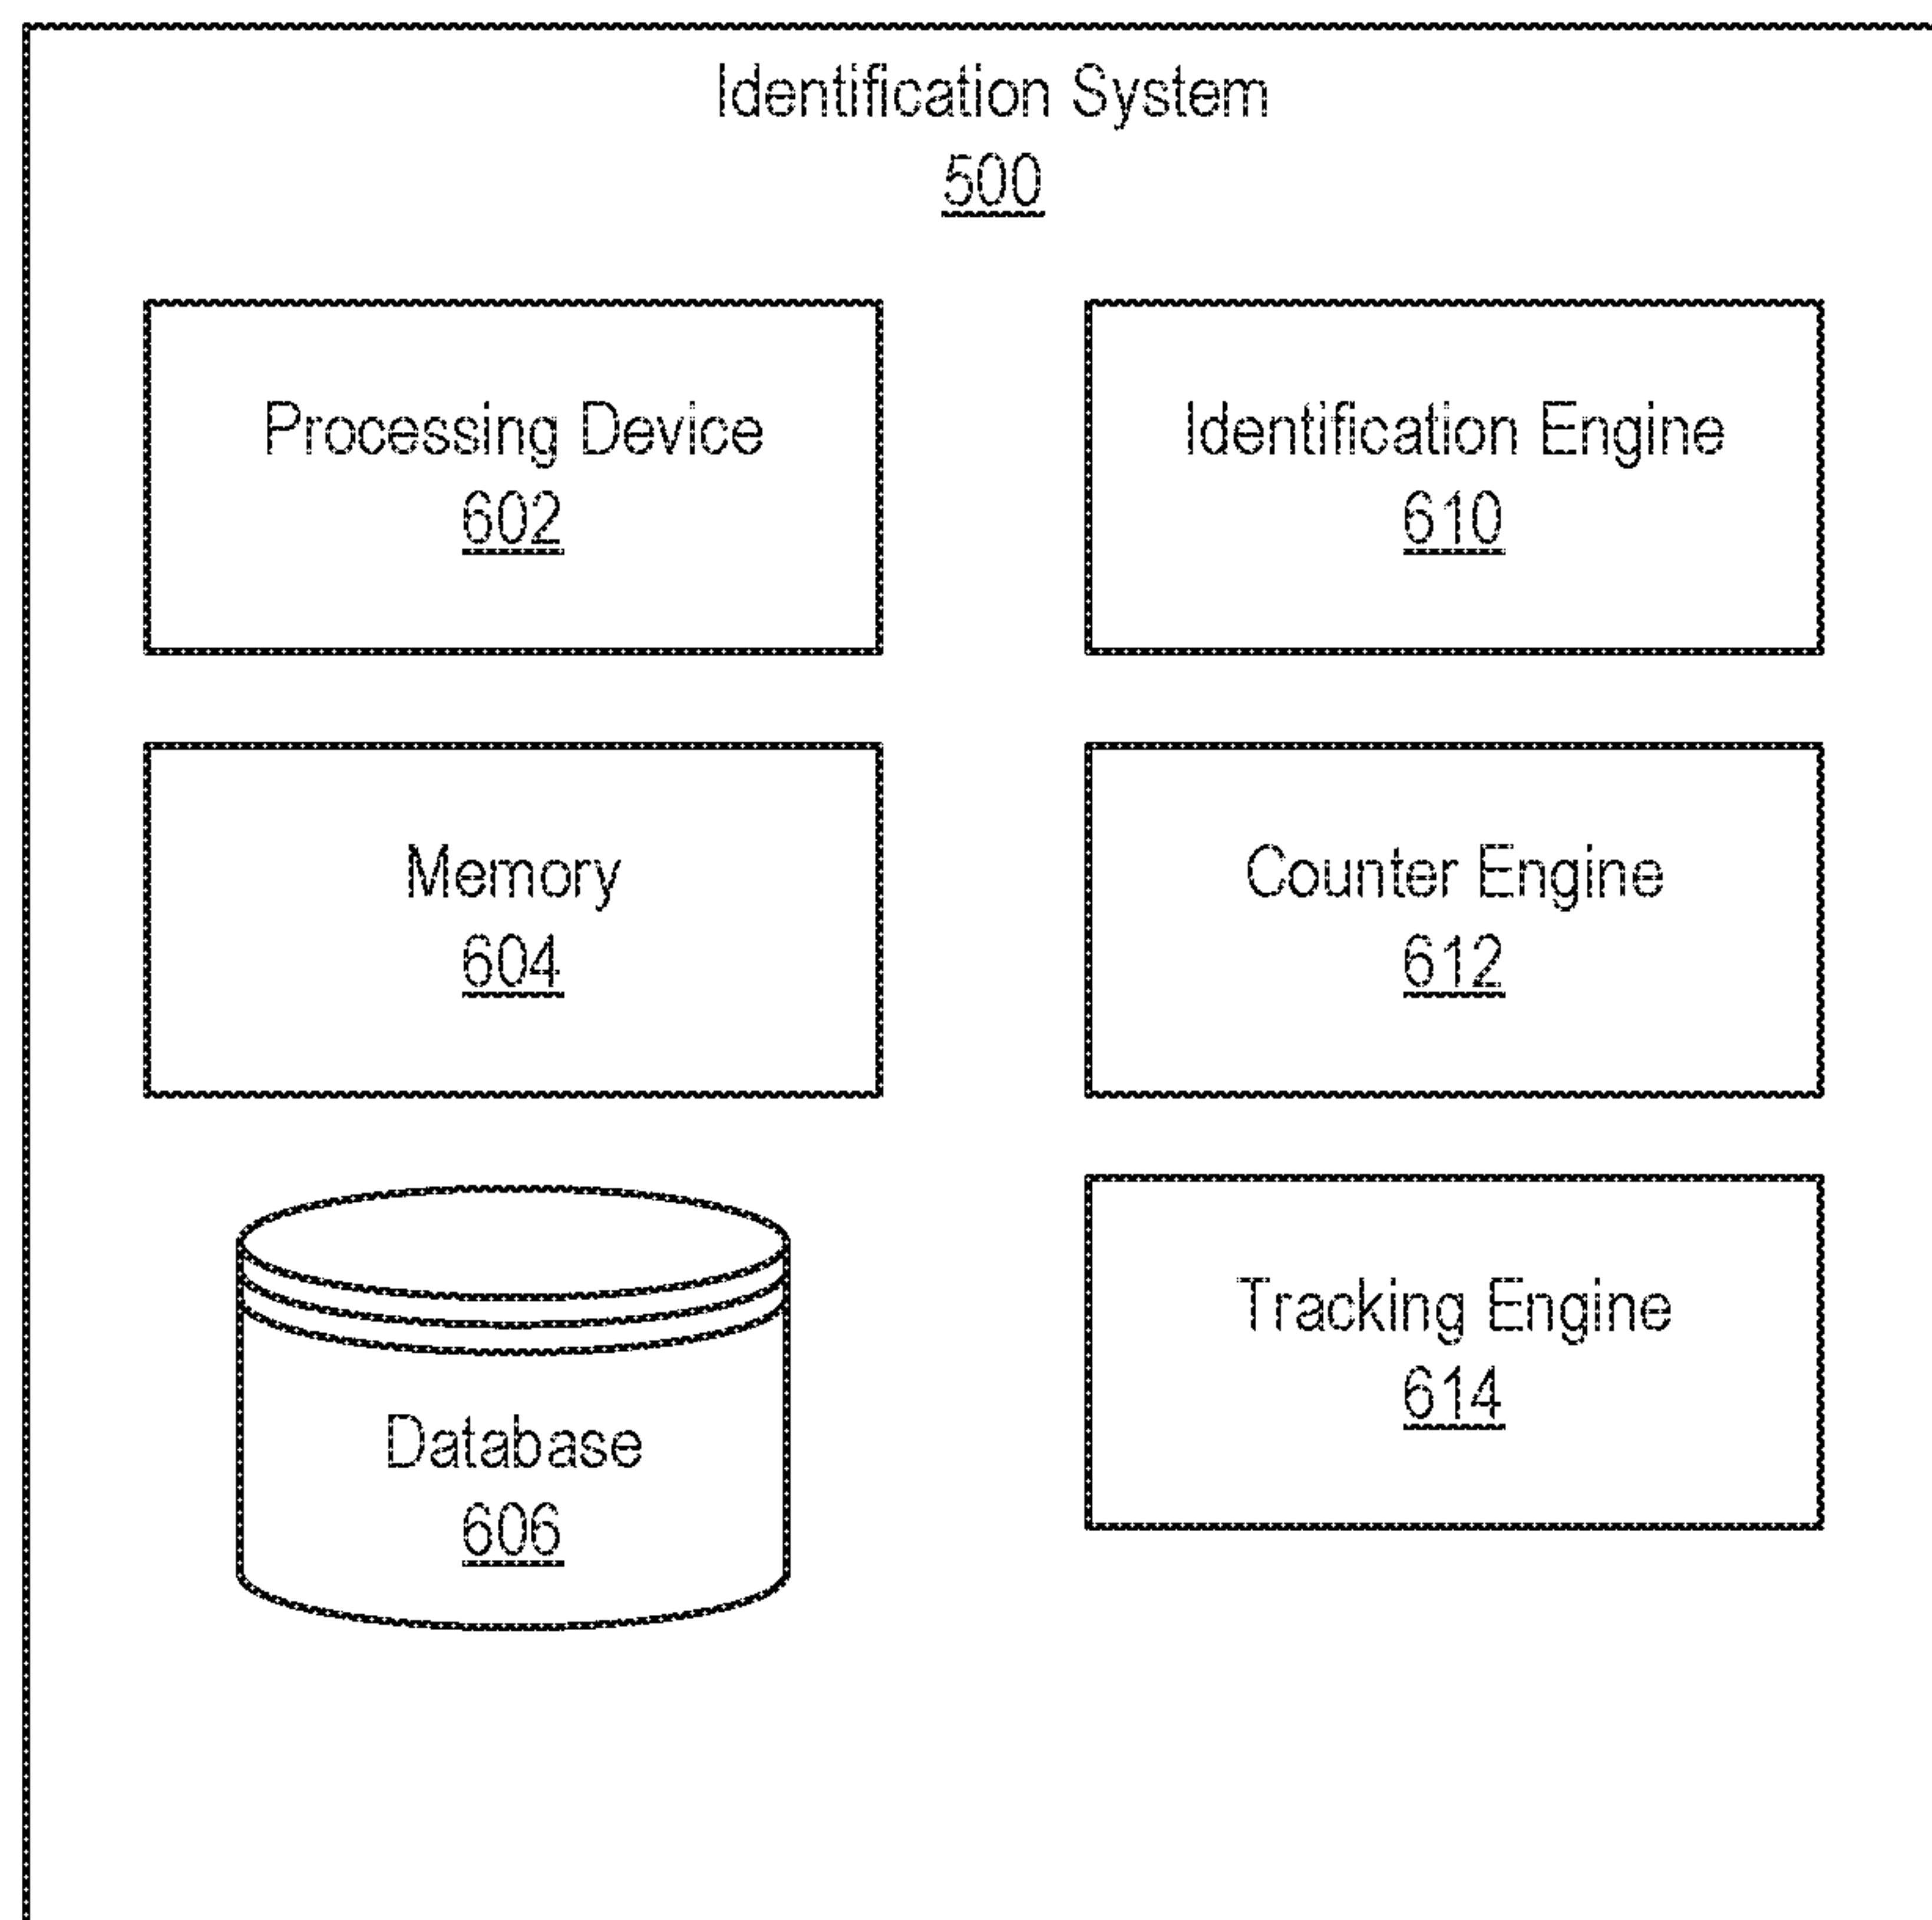 Identification System
500
Processing Device
602
Identification Engine
610
Memory
604
Counter Engine
612
Database
606
Tracking Engine
614